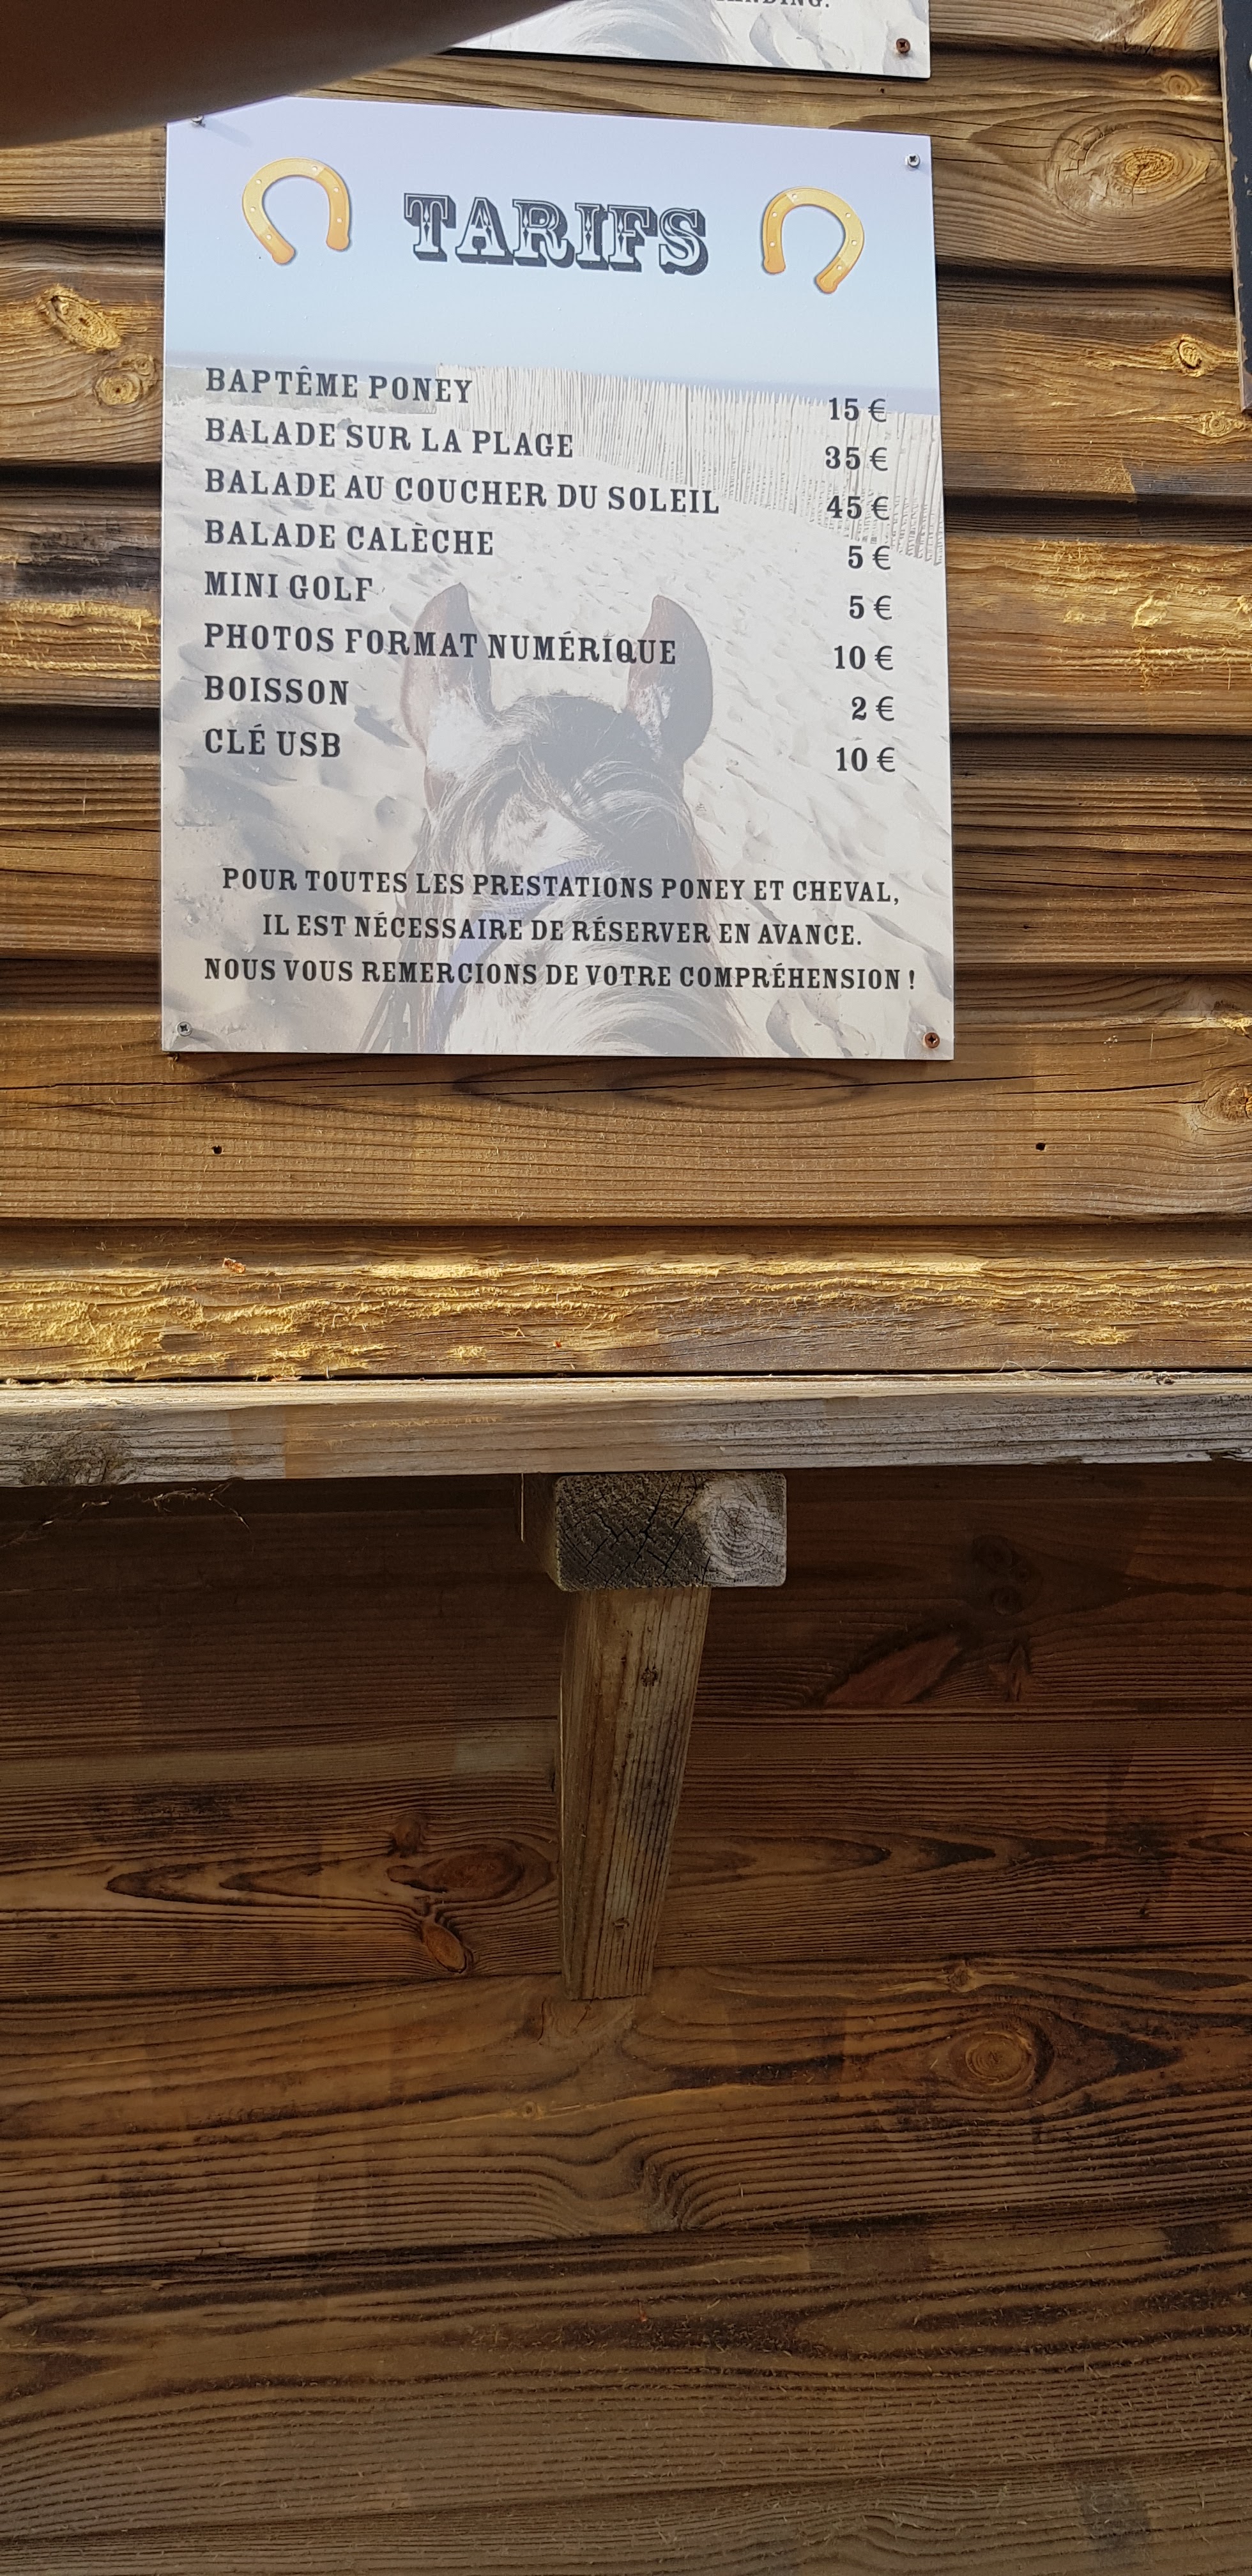 TARIFS
BAPTÊME PONEY 15 €
BALADE SUR LA PLAGE 35 €
BALADE AU COUCHER DU SOLEIL 45 €
BALADE CALÈCHE 5 €
MINI GOLF 5 €
PHOTOS FORMAT NUMÉRIQUE 10 €
BOISSON 2 €
CLÉ USB 10 €
POUR TOUTES LES PRESTATIONS PONEY ET CHEVAL,
IL EST NÉCESSAIRE DE RÉSERVER EN AVANCE.
NOUS VOUS REMERCIONS DE VOTRE COMPRÉHENSION !